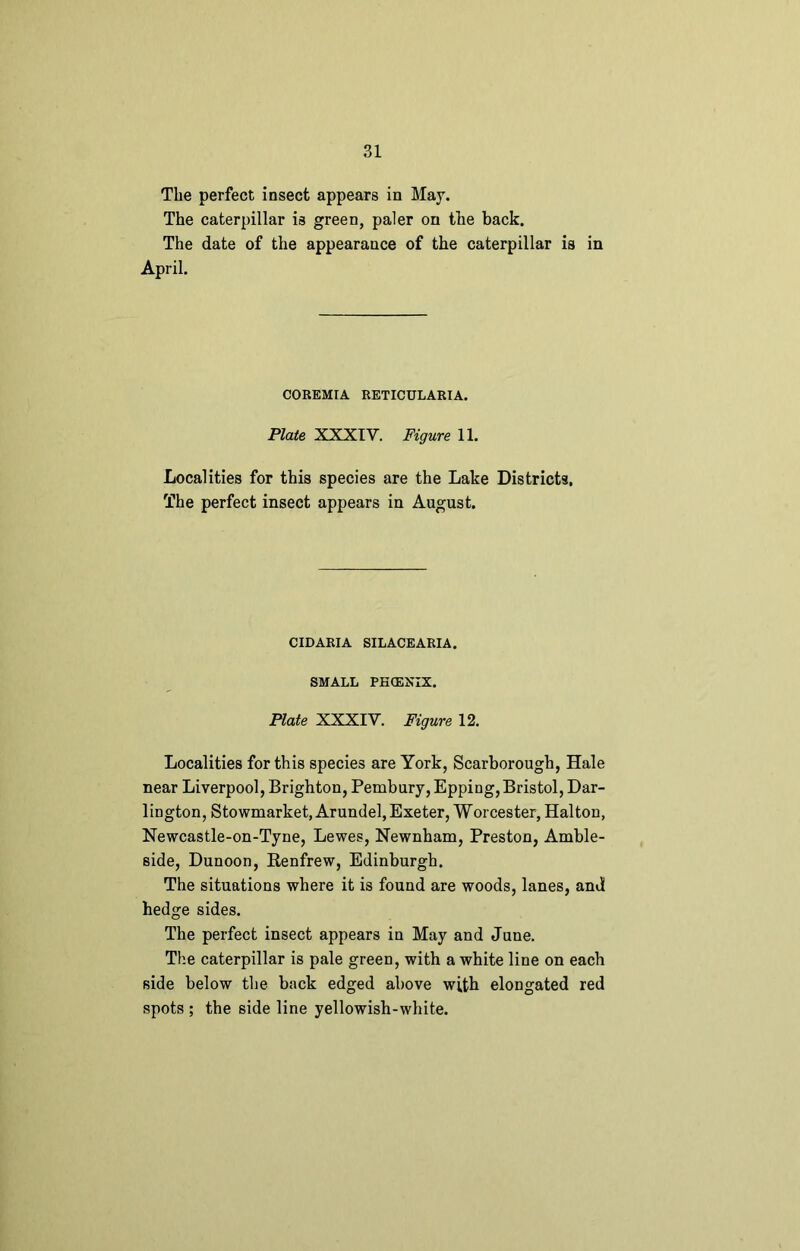 31
The perfect insect appears in May.
The caterpillar is green, paler on the back.
The date of the appearance of the caterpillar is in
April.
COREMIA RETICULARIA.
Plate XXXIV. Figure 11.
Localities for this species are the Lake Districts.
The perfect insect appears in August.
CIDARIA SILACEARIA.
SMALL PHŒNIX.
Plate XXXIV. Figure 12.
Localities for this species are York, Scarborough, Hale
near Liverpool, Brighton, Pembury, Epping, Bristol, Dar-
lington, Stowmarket, Arundel, Exeter, Worcester, Halton,
Newcastle-on-Tyne, Lewes, Newnham, Preston, Amble-
side, Dunoon, Renfrew, Edinburgh.
The situations where it is found are woods, lanes, and
hedge sides.
The perfect insect appears in May and June.
The caterpillar is pale green, with a white line on each
side below the back edged above with elongated red
spots ; the side line yellowish-white.